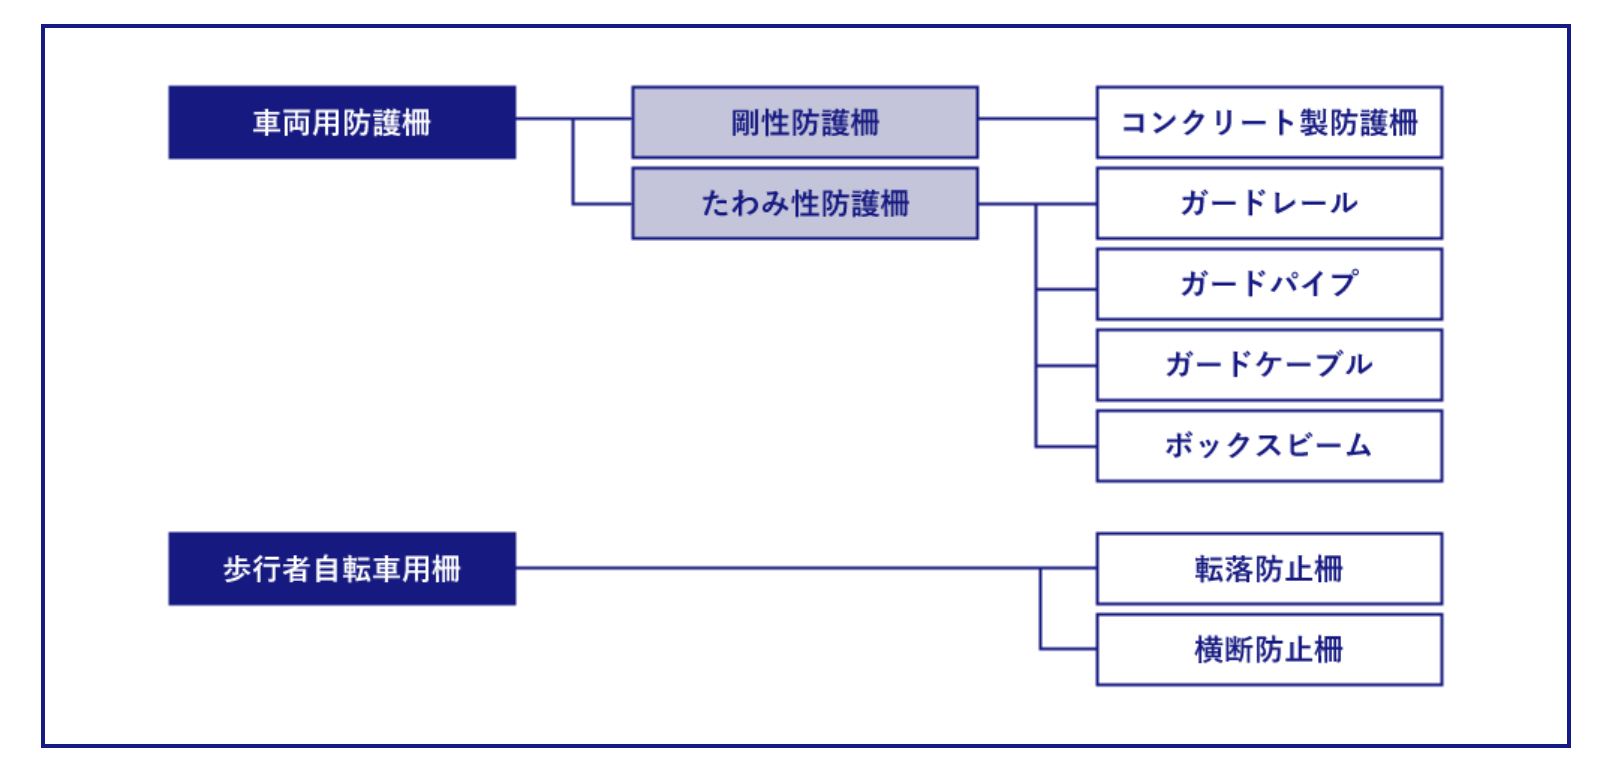 車両用防護柵
剛性防護柵
コンクリート製防護柵
たわみ性防護柵
ガードレール
ガードパイプ
ガードケーブル
ボックスビーム
歩行者自転車用柵
転落防止柵
横断防止柵